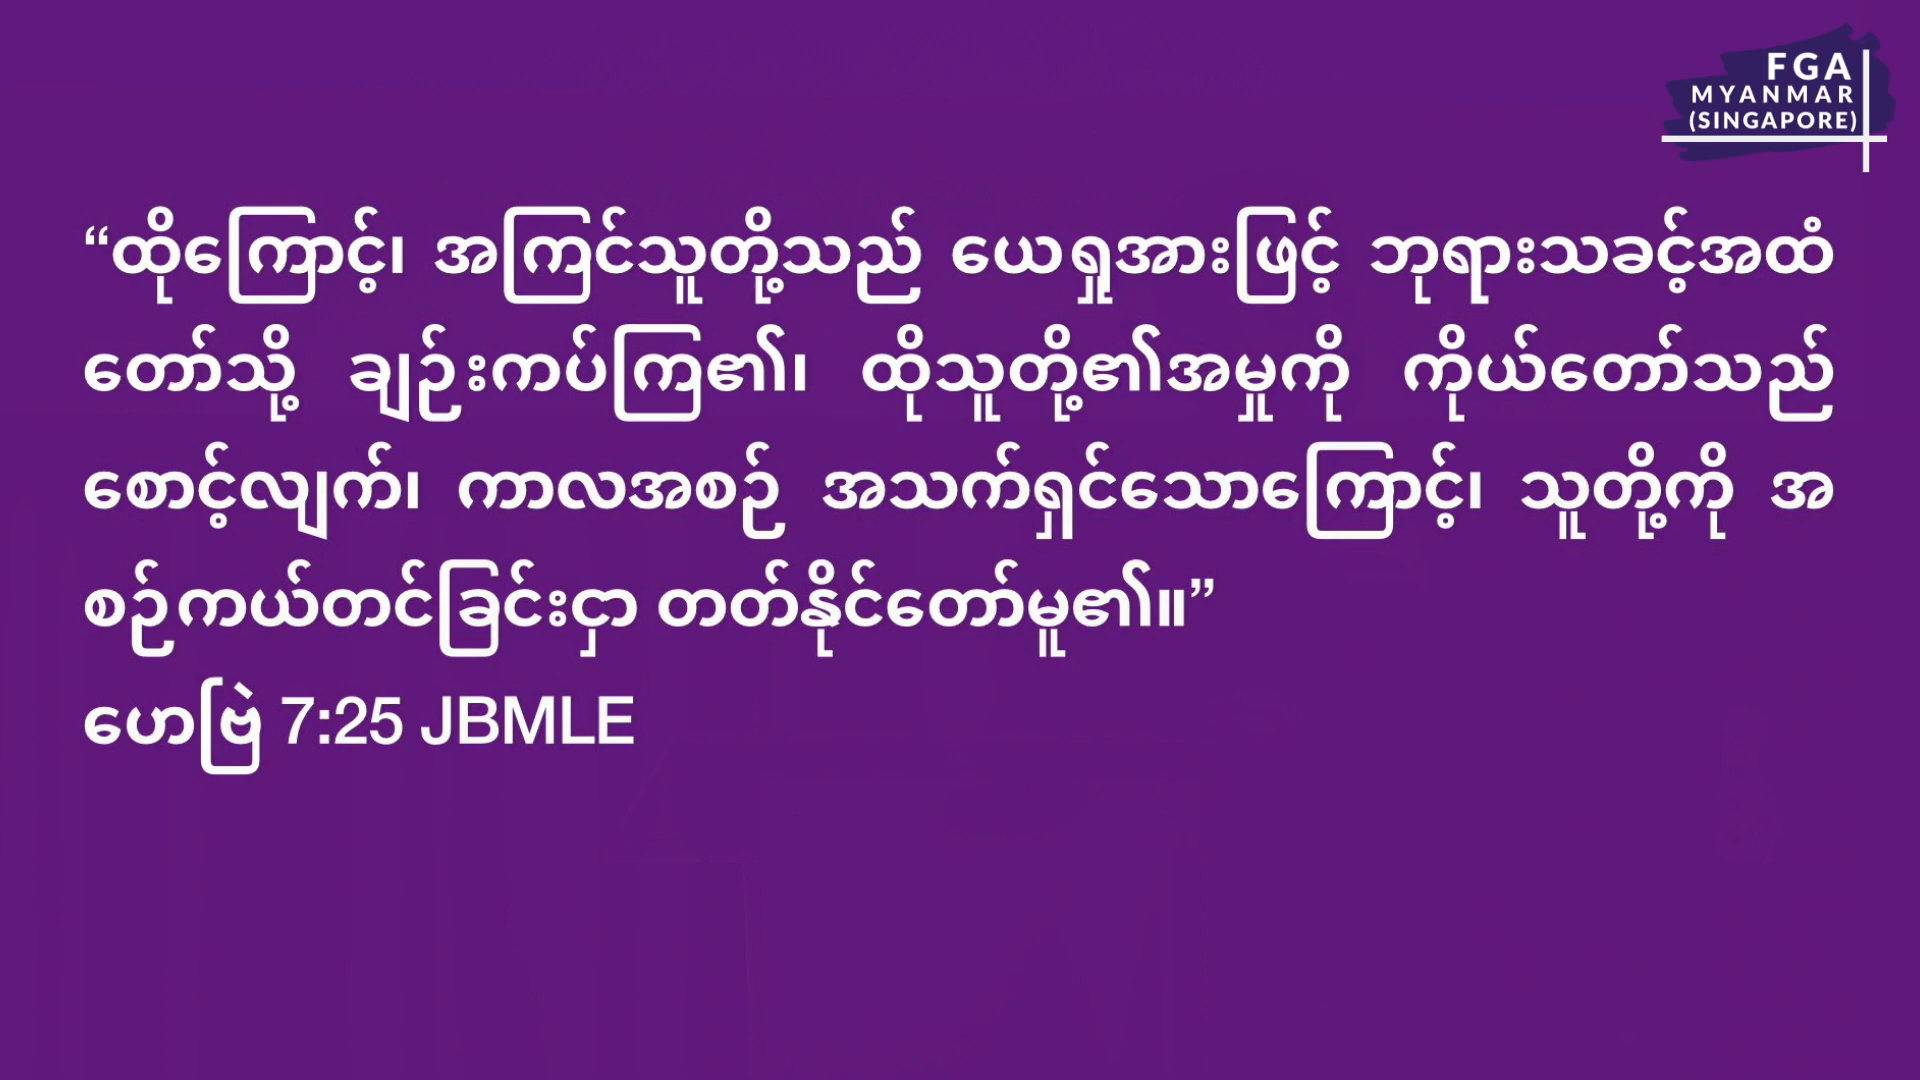 FGA
MYANMAR
(SINGAPORE)
“ထိုကြောင့်၊ အကြင်သူတို့သည် ယေရှုအားဖြင့် ဘုရားသခင့်အထံ
တော်သို့ ချဉ်းကပ်ကြ၏၊ ထိုသူတို့၏အမှုကို ကိုယ်တော်သည်
စောင့်လျက်၊ ကာလအစဉ် အသက်ရှင်သောကြောင့်၊ သူတို့ကို အ
စဉ်ကယ်တင်ခြင်းငှာ တတ်နိုင်တော်မူ၏။”
ဟေဗြဲ 7:25 JBMLE